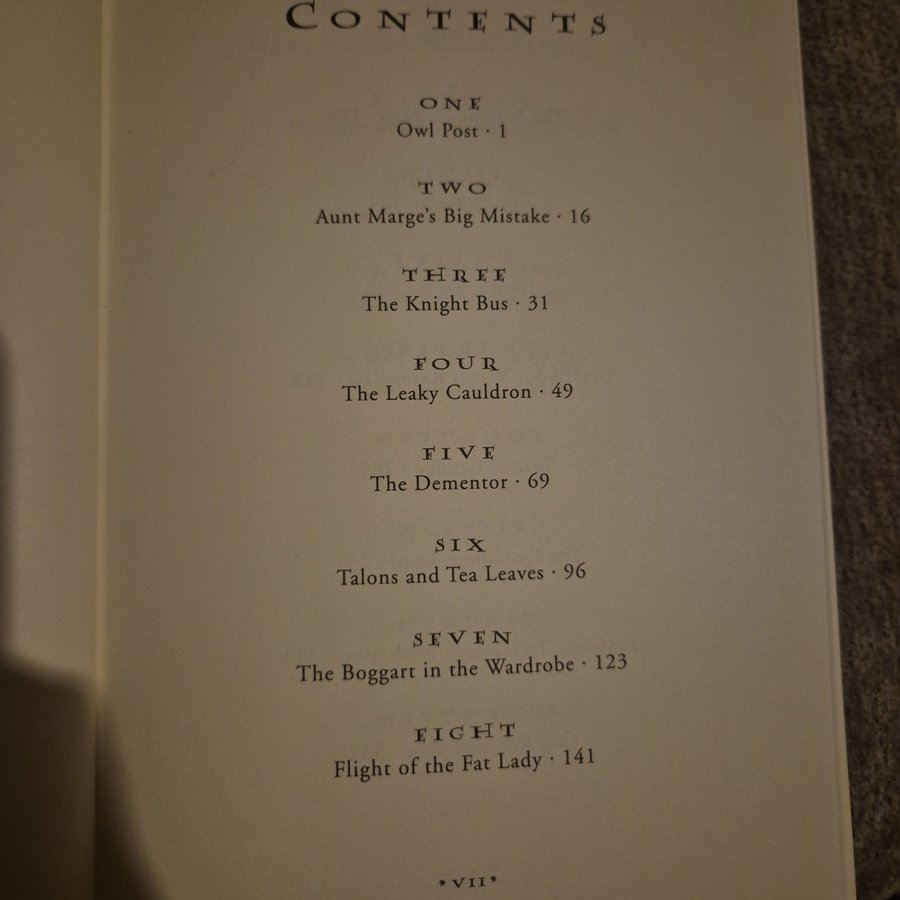 CONTENTS
ONE
Owl Post · 1
TWO
Aunt Marge's Big Mistake · 16
THREE
The Knight Bus · 31
FOUR
The Leaky Cauldron · 49
FIVE
The Dementor · 69
SIX
Talons and Tea Leaves · 96
SEVEN
The Boggart in the Wardrobe · 123
EIGHT
Flight of the Fat Lady · 141
*VII*